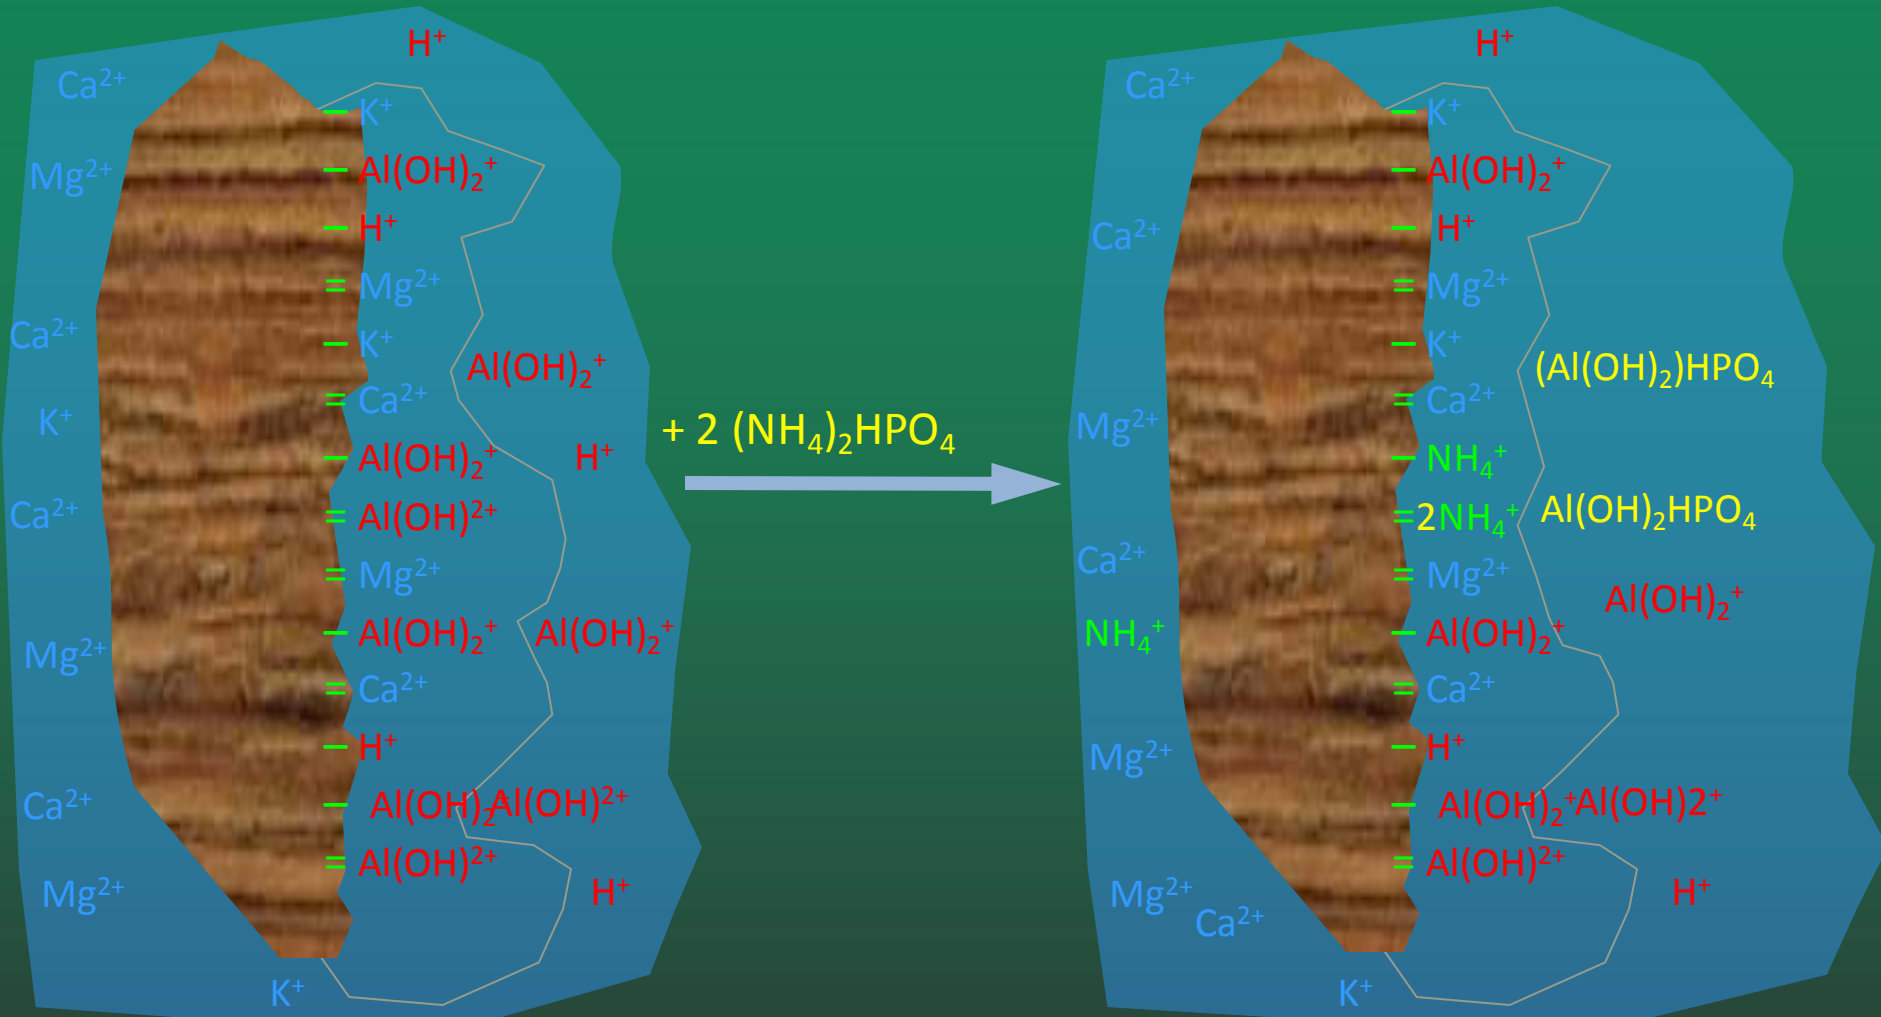 H⁺
Ca²⁺
K⁺
Mg²⁺
Al(OH)₂⁺
H⁺
Mg²⁺
Ca²⁺
K⁺
Al(OH)₂⁺
Ca²⁺
K⁺
Al(OH)₂⁺
H⁺
Ca²⁺
Al(OH)²⁺
Mg²⁺
Mg²⁺
Al(OH)₂⁺
Al(OH)₂⁺
Ca²⁺
H⁺
Ca²⁺
Al(OH)₂⁺
Al(OH)²⁺
Al(OH)²⁺
Mg²⁺
H⁺
K⁺
+ 2 (NH₄)₂HPO₄
H⁺
Ca²⁺
K⁺
Al(OH)₂⁺
Ca²⁺
H⁺
Mg²⁺
K⁺
(Al(OH)₂)HPO₄
Ca²⁺
Mg²⁺
NH₄⁺
=2NH₄⁺
Al(OH)₂HPO₄
Ca²⁺
Mg²⁺
Al(OH)₂⁺
NH₄⁺
Al(OH)₂⁺
Ca²⁺
Mg²⁺
H⁺
Al(OH)₂⁺
Al(OH)2⁺
Al(OH)²⁺
Mg²⁺
H⁺
Ca²⁺
K⁺